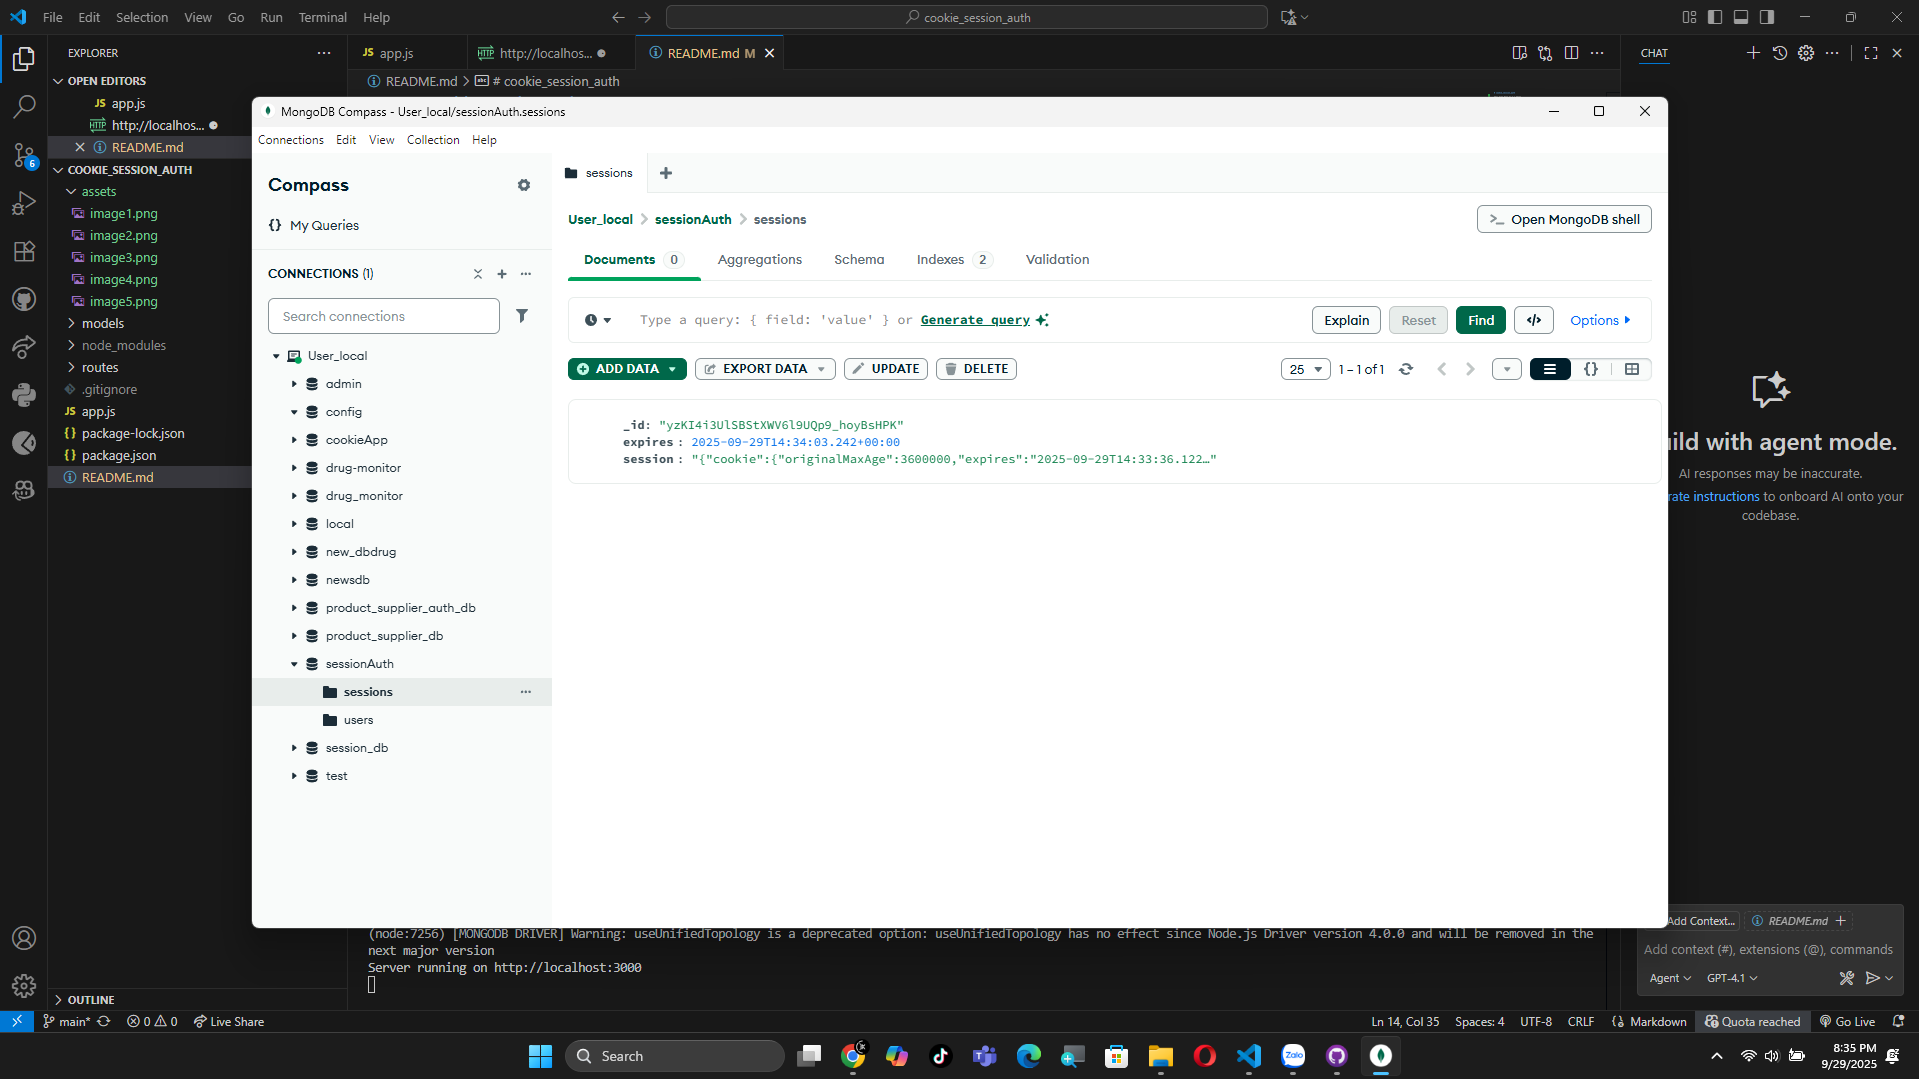 File Edit Selection View Go Run Terminal Help
cookie_session_auth
EXPLORER
OPEN EDITORS
JS app.js
http://localhos...
README.md
COOKIE_SESSION_AUTH
assets
image1.png
image2.png
image3.png
image4.png
image5.png
models
node_modules
routes
.gitignore
JS app.js
{} package-lock.json
{} package.json
README.md
OUTLINE
JS app.js
http://localhos...
README.md M
README.md > # cookie_session_auth
MongoDB Compass - User_local/sessionAuth.sessions
Connections Edit View Collection Help
Compass
{} My Queries
CONNECTIONS (1)
Search connections
User_local
admin
config
cookieApp
drug-monitor
drug_monitor
local
new_dbdrug
newsdb
product_supplier_auth_db
product_supplier_db
sessionAuth
sessions
users
session_db
test
sessions
User_local > sessionAuth > sessions
>_ Open MongoDB shell
Documents 0 Aggregations Schema Indexes 2 Validation
Type a query: { field: 'value' } or Generate query
Explain Reset Find </> Options
ADD DATA EXPORT DATA UPDATE DELETE
25 1 – 1 of 1 {}
_id: "yzKI4i3UlSBStXWV6l9UQp9_hoyBsHPK"
expires : 2025-09-29T14:34:03.242+00:00
session : "{"cookie":{"originalMaxAge":3600000,"expires":"2025-09-29T14:33:36.122…"
(node:7256) [MONGODB DRIVER] Warning: useUnifiedTopology is a deprecated option: useUnifiedTopology has no effect since Node.js Driver version 4.0.0 and will be removed in the
next major version
Server running on http://localhost:3000
CHAT
ild with agent mode.
AI responses may be inaccurate.
rate instructions to onboard AI onto your
codebase.
Add Context... README.md +
Add context (#), extensions (@), commands
Agent GPT-4.1
6
main* 0 0 Live Share
Ln 14, Col 35 Spaces: 4 UTF-8 CRLF {} Markdown Quota reached Go Live
Search
Zalo
8:35 PM
9/29/2025